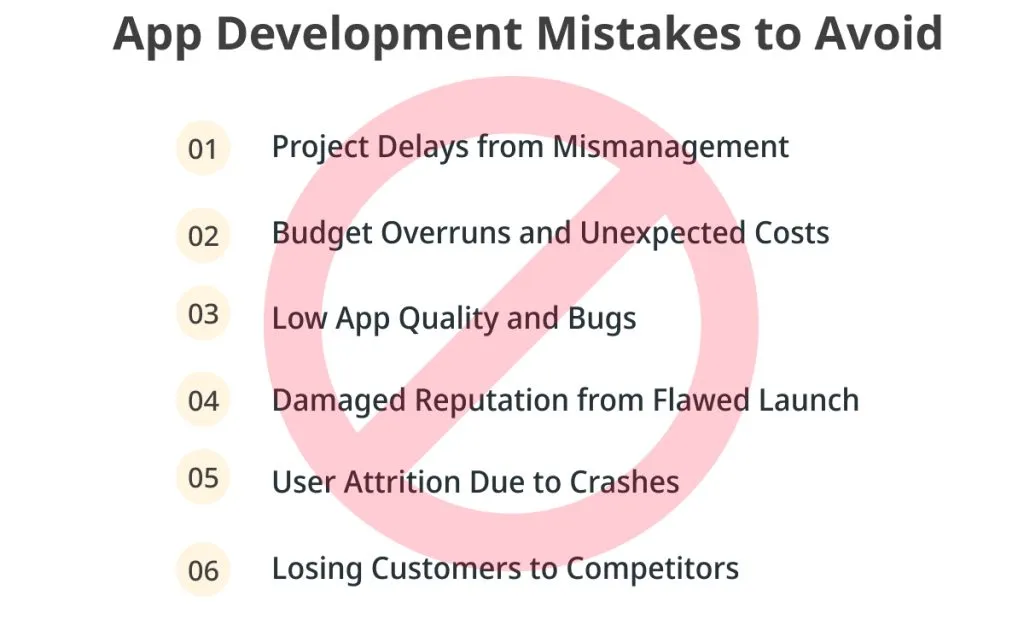 App Development Mistakes to Avoid
01 Project Delays from Mismanagement
02 Budget Overruns and Unexpected Costs
03 Low App Quality and Bugs
04 Damaged Reputation from Flawed Launch
05 User Attrition Due to Crashes
06 Losing Customers to Competitors